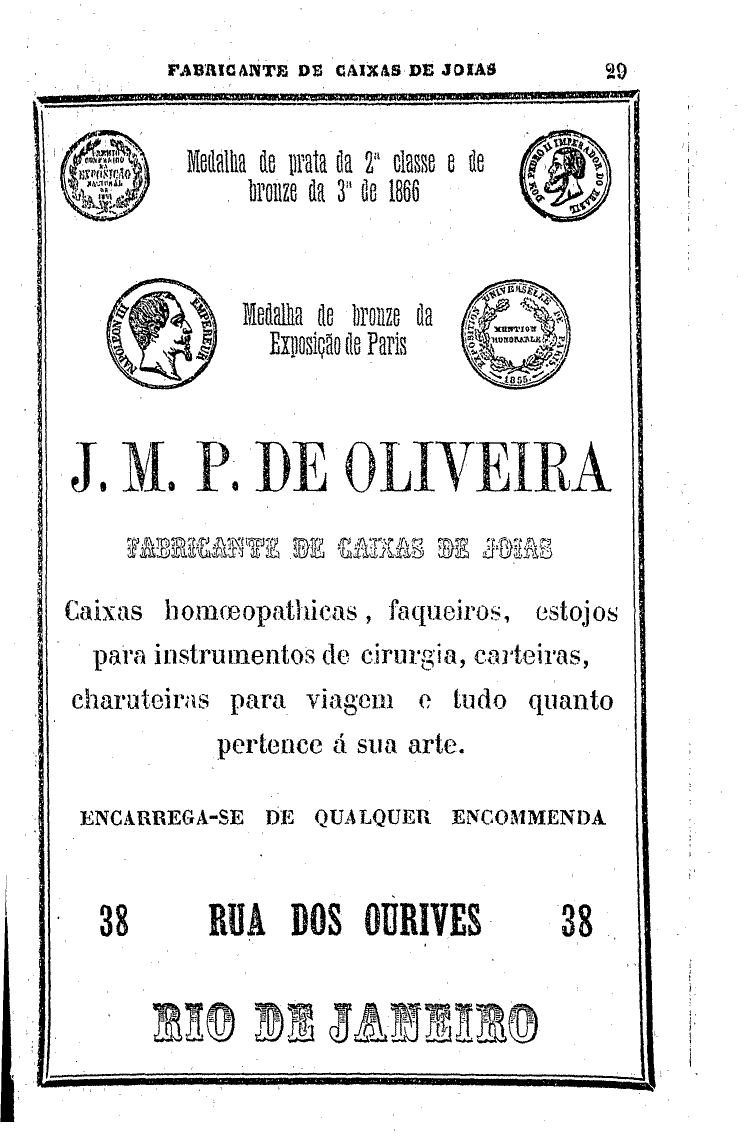 FABRICANTE DE CAIXAS DE JOIAS 29
Medalha de prata da 2ª classe e de
bronze da 3ª de 1866
EXPOSIÇÃO
NACIONAL
DE
DON PEDRO II IMPERADOR DO BRAZIL
NAPOLEON III EMPEREUR
Medalha de bronze da
Exposição de Paris
EXPOSITION UNIVERSELLE DE PARIS.
MENTION
HONORABLE
1855.
J. M. P. DE OLIVEIRA
FABRICANTE DE CAIXAS DE JOIAS
Caixas homœopathicas, faqueiros, estojos
para instrumentos de cirurgia, carteiras,
charuteiras para viagem e tudo quanto
pertence á sua arte.
ENCARREGA-SE DE QUALQUER ENCOMMENDA
38 RUA DOS OURIVES 38
RIO DE JANEIRO